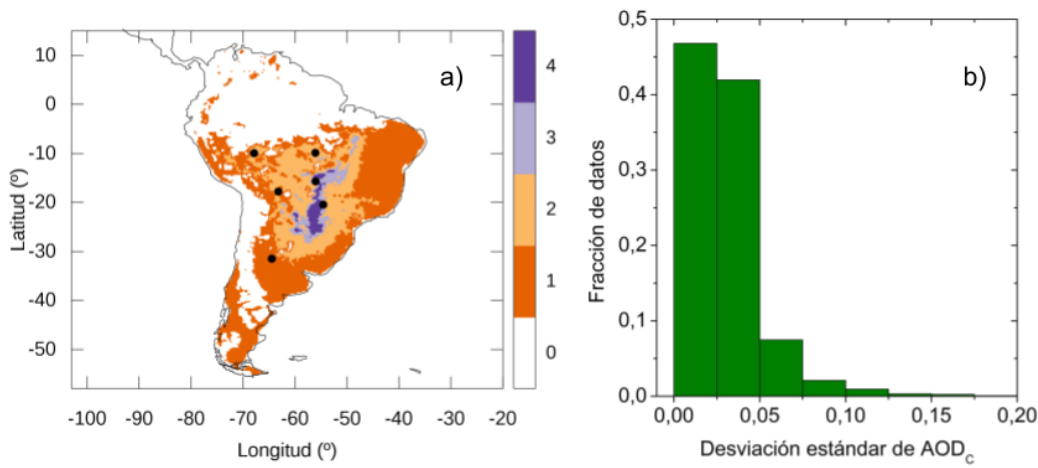 a)
10
0
-10
-20
-30
-40
-50
Latitud (º)
-100 -90 -80 -70 -60 -50 -40 -30 -20
Longitud (º)
4
3
2
1
0
b)
0,5
0,4
0,3
0,2
0,1
0,0
Fracción de datos
0,00 0,05 0,10 0,15 0,20
Desviación estándar de AOD_c